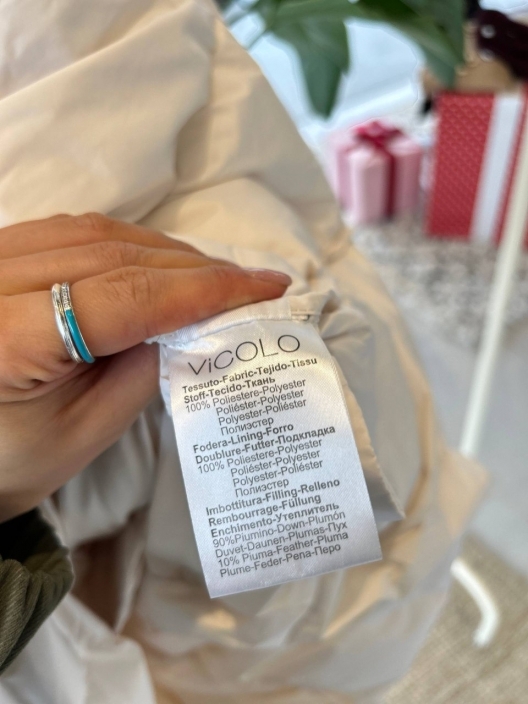 ViCOLO
Tessuto-Fabric-Tejido-Tissu
Stoff-Tecido-Ткань
100% Poliestere-Polyester
Poliéster-Polyester
Polyester-Poliéster
Полиэстер
Fodera-Lining-Forro
Doublure-Futter-Подкладка
100% Poliestere-Polyester
Poliéster-Polyester
Polyester-Poliéster
Полиэстер
Imbottitura-Filling-Relleno
Rembourrage-Füllung
Enchimento-Утеплитель
90%Piumino-Down-Plumón
Duvet-Daunen-Plumas-Пух
10% Piuma-Feather-Pluma
Plume-Feder-Pena-Перо